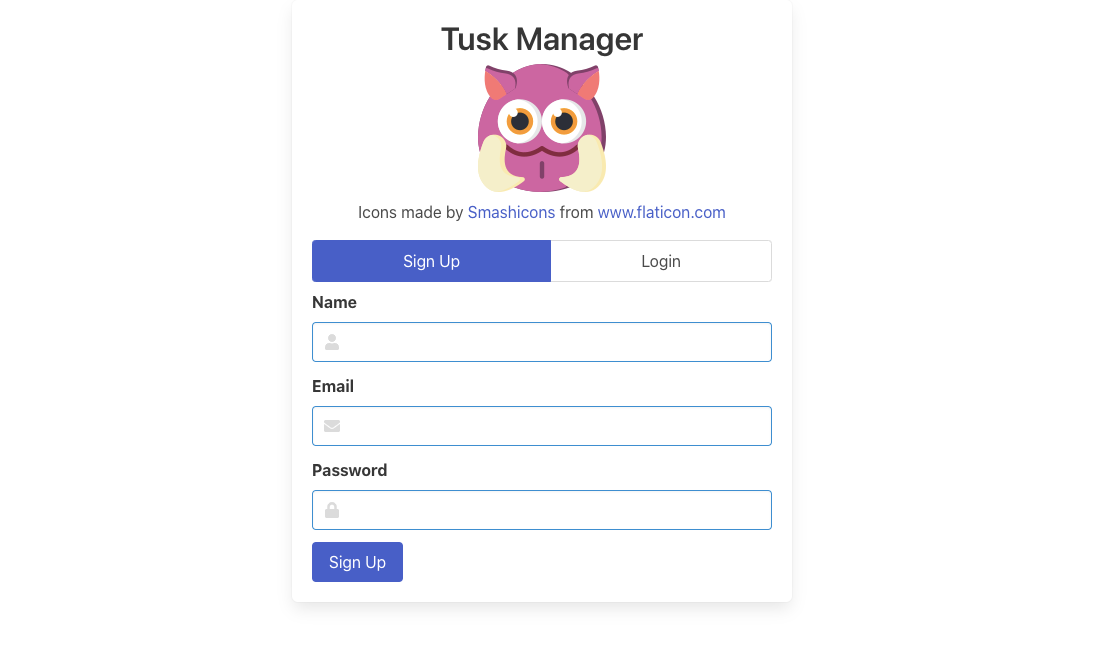 Tusk Manager
Icons made by Smashicons from www.flaticon.com
Sign Up Login
Name
Email
Password
Sign Up